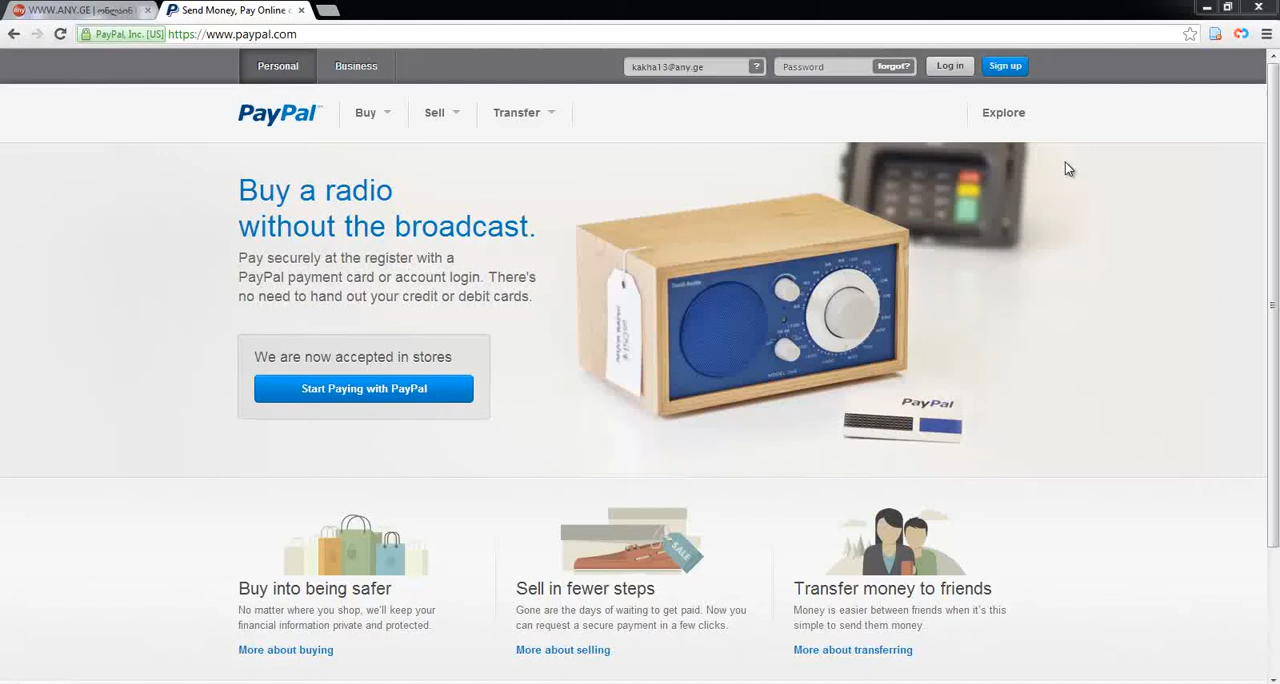 WWW.ANY.GE | ონლაინ
Send Money, Pay Online
PayPal, Inc. [US] https://www.paypal.com
Personal Business kakha13@any.ge ? Password forgot? Log in Sign up
PayPal™ Buy Sell Transfer Explore
Buy a radio
without the broadcast.
Pay securely at the register with a
PayPal payment card or account login. There's
no need to hand out your credit or debit cards.
We are now accepted in stores
Start Paying with PayPal
MODEL ONE
PayPal
SALE
Buy into being safer
No matter where you shop, we'll keep your
financial information private and protected.
More about buying
Sell in fewer steps
Gone are the days of waiting to get paid. Now you
can request a secure payment in a few clicks.
More about selling
Transfer money to friends
Money is easier between friends when it's this
simple to send them money.
More about transferring